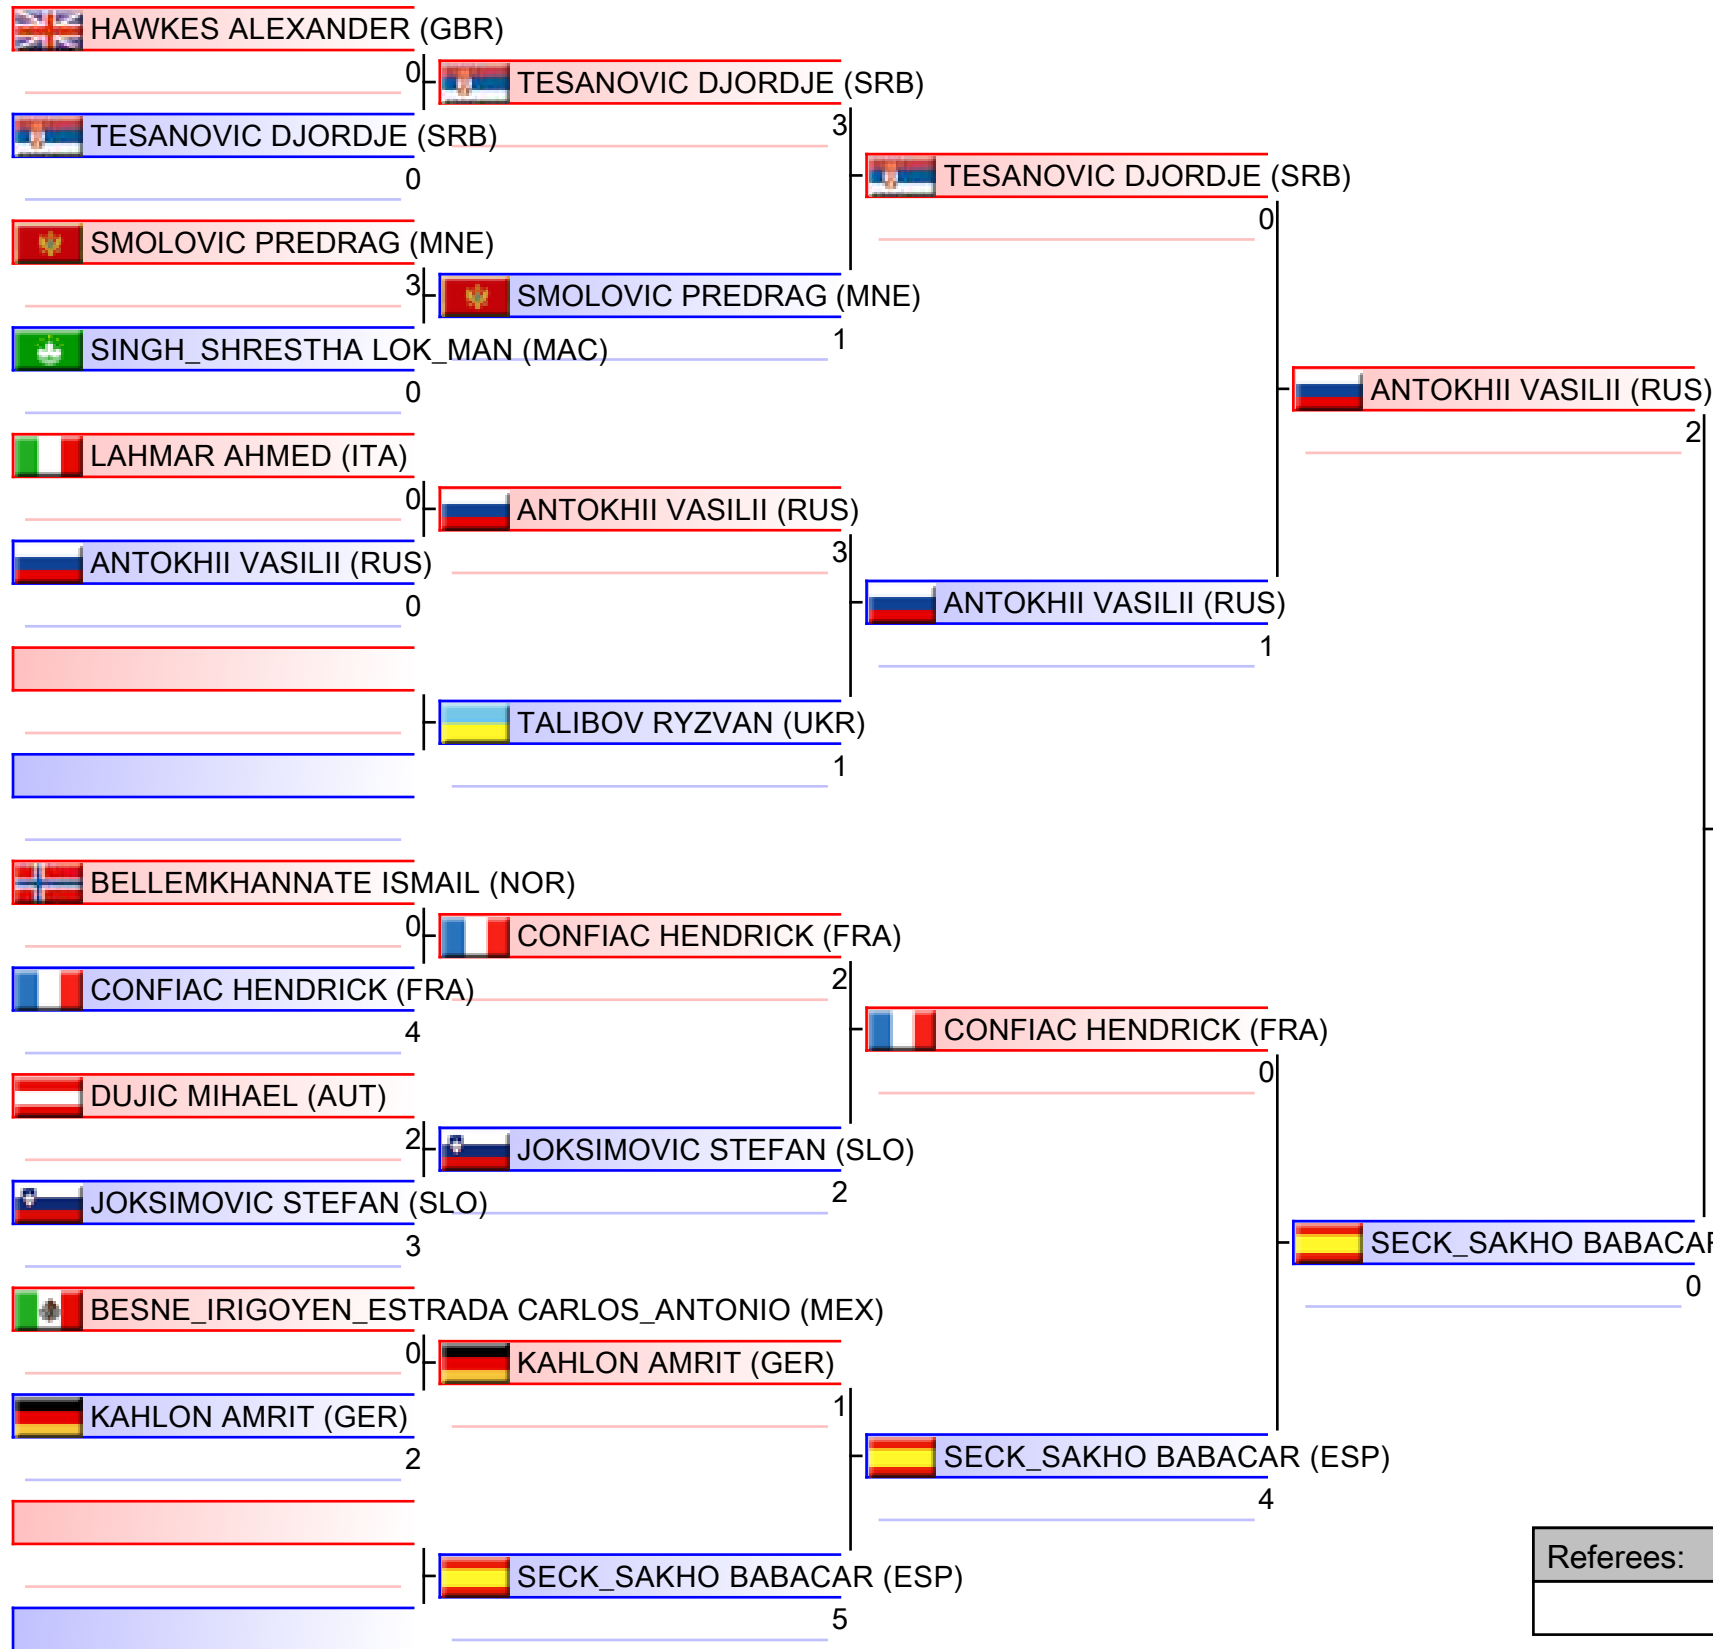 HAWKES ALEXANDER (GBR)
0
TESANOVIC DJORDJE (SRB)
0
SMOLOVIC PREDRAG (MNE)
3
SINGH_SHRESTHA LOK_MAN (MAC)
0
LAHMAR AHMED (ITA)
0
ANTOKHII VASILII (RUS)
0
BELLEMKHANNATE ISMAIL (NOR)
0
CONFIAC HENDRICK (FRA)
4
DUJIC MIHAEL (AUT)
2
JOKSIMOVIC STEFAN (SLO)
3
BESNE_IRIGOYEN_ESTRADA CARLOS_ANTONIO (MEX)
0
KAHLON AMRIT (GER)
2
TESANOVIC DJORDJE (SRB)
3
SMOLOVIC PREDRAG (MNE)
1
ANTOKHII VASILII (RUS)
3
TALIBOV RYZVAN (UKR)
1
CONFIAC HENDRICK (FRA)
2
JOKSIMOVIC STEFAN (SLO)
2
KAHLON AMRIT (GER)
1
SECK_SAKHO BABACAR (ESP)
5
TESANOVIC DJORDJE (SRB)
0
ANTOKHII VASILII (RUS)
1
CONFIAC HENDRICK (FRA)
0
SECK_SAKHO BABACAR (ESP)
4
ANTOKHII VASILII (RUS)
2
SECK_SAKHO BABACAR
0
Referees: